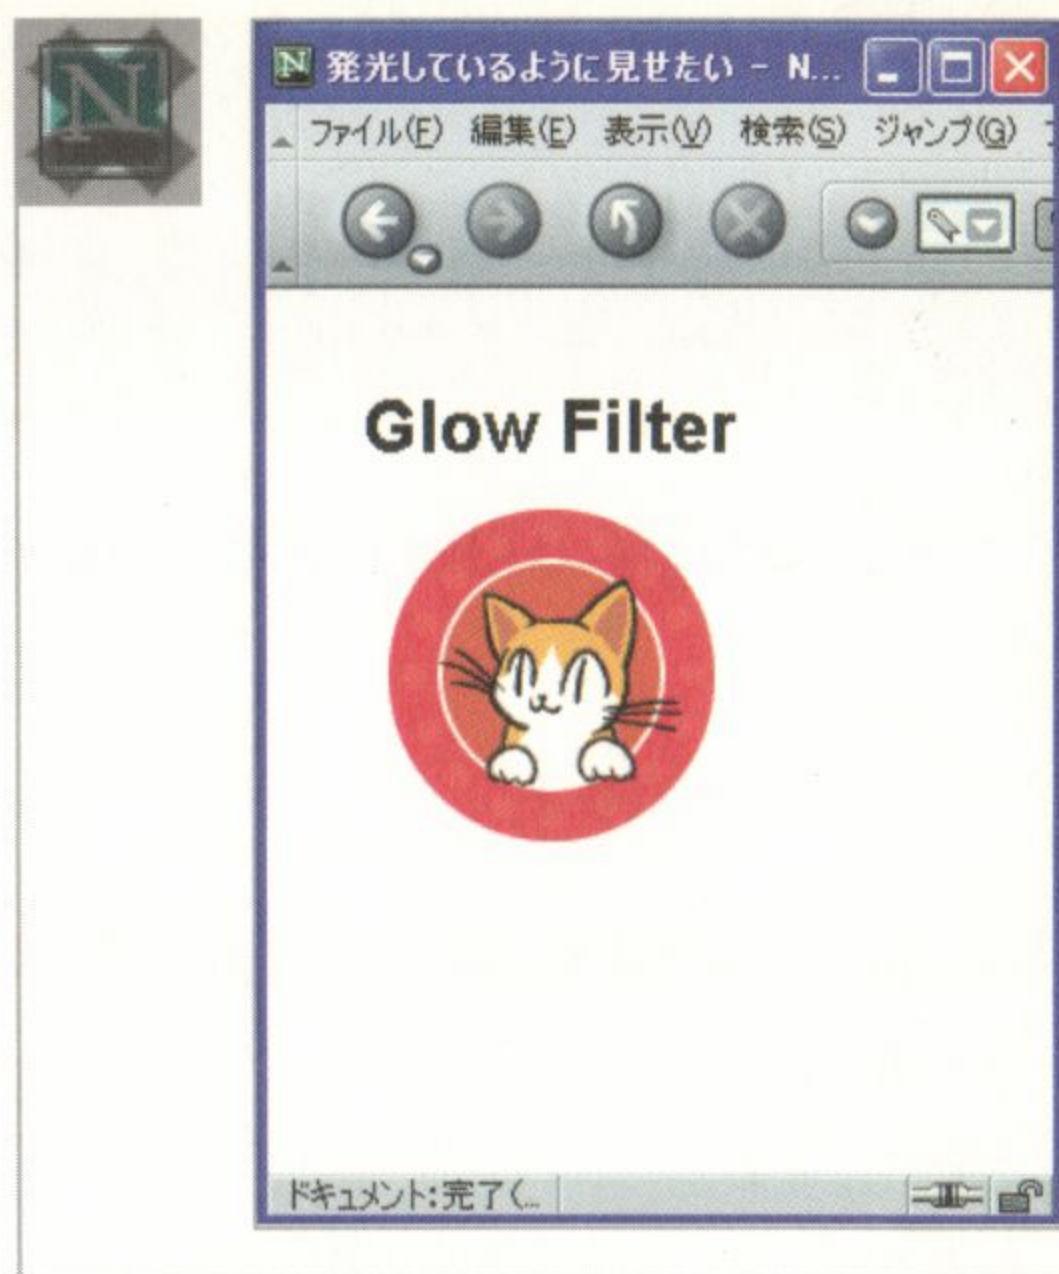 N
発光しているように見せたい - N...
ファイル(F) 編集(E) 表示(V) 検索(S) ジャンプ(G)
Glow Filter
ドキュメント:完了(...